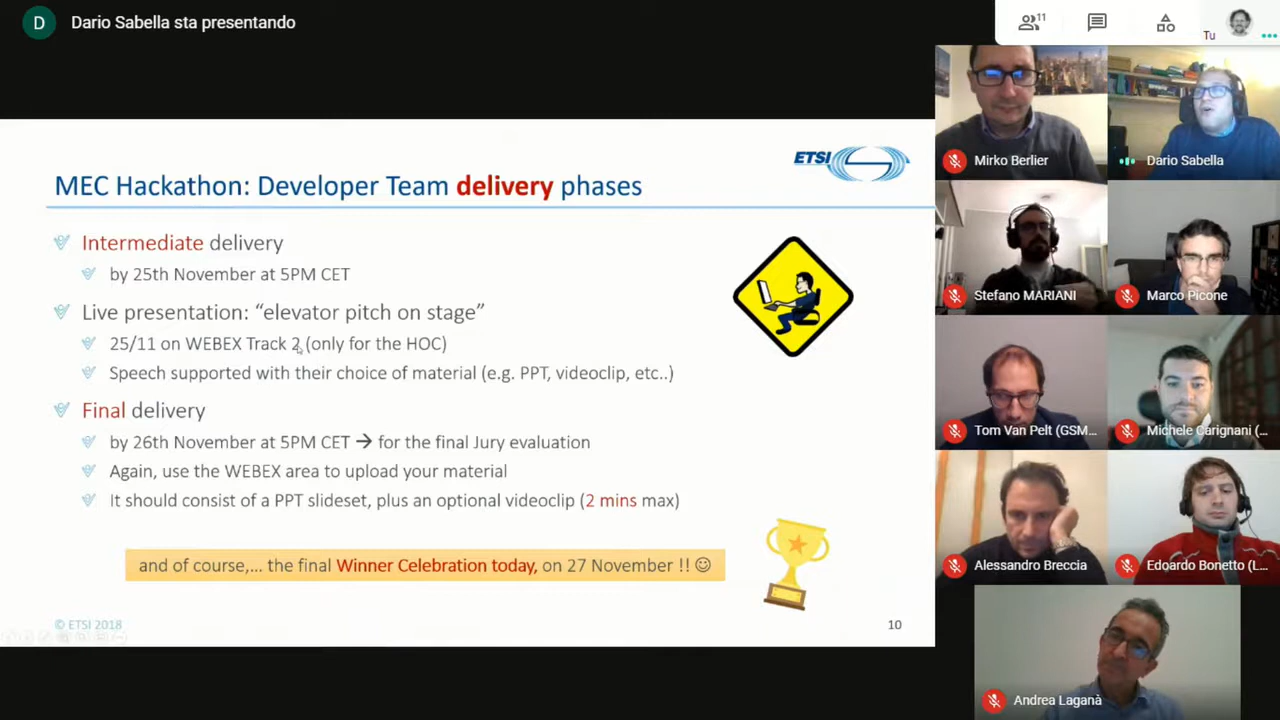 D
Dario Sabella sta presentando
11
Tu
ETSI
MEC Hackathon: Developer Team delivery phases
Intermediate delivery
by 25th November at 5PM CET
Live presentation: “elevator pitch on stage”
25/11 on WEBEX Track 2 (only for the HOC)
Speech supported with their choice of material (e.g. PPT, videoclip, etc..)
Final delivery
by 26th November at 5PM CET → for the final Jury evaluation
Again, use the WEBEX area to upload your material
It should consist of a PPT slideset, plus an optional videoclip (2 mins max)
and of course,... the final Winner Celebration today, on 27 November !! ☺
© ETSI 2018
10
Mirko Berlier
Dario Sabella
Stefano MARIANI
Marco Picone
Tom Van Pelt (GSM...
Michele Carignani (...
Alessandro Breccia
Edoardo Bonetto (L...
Andrea Laganà